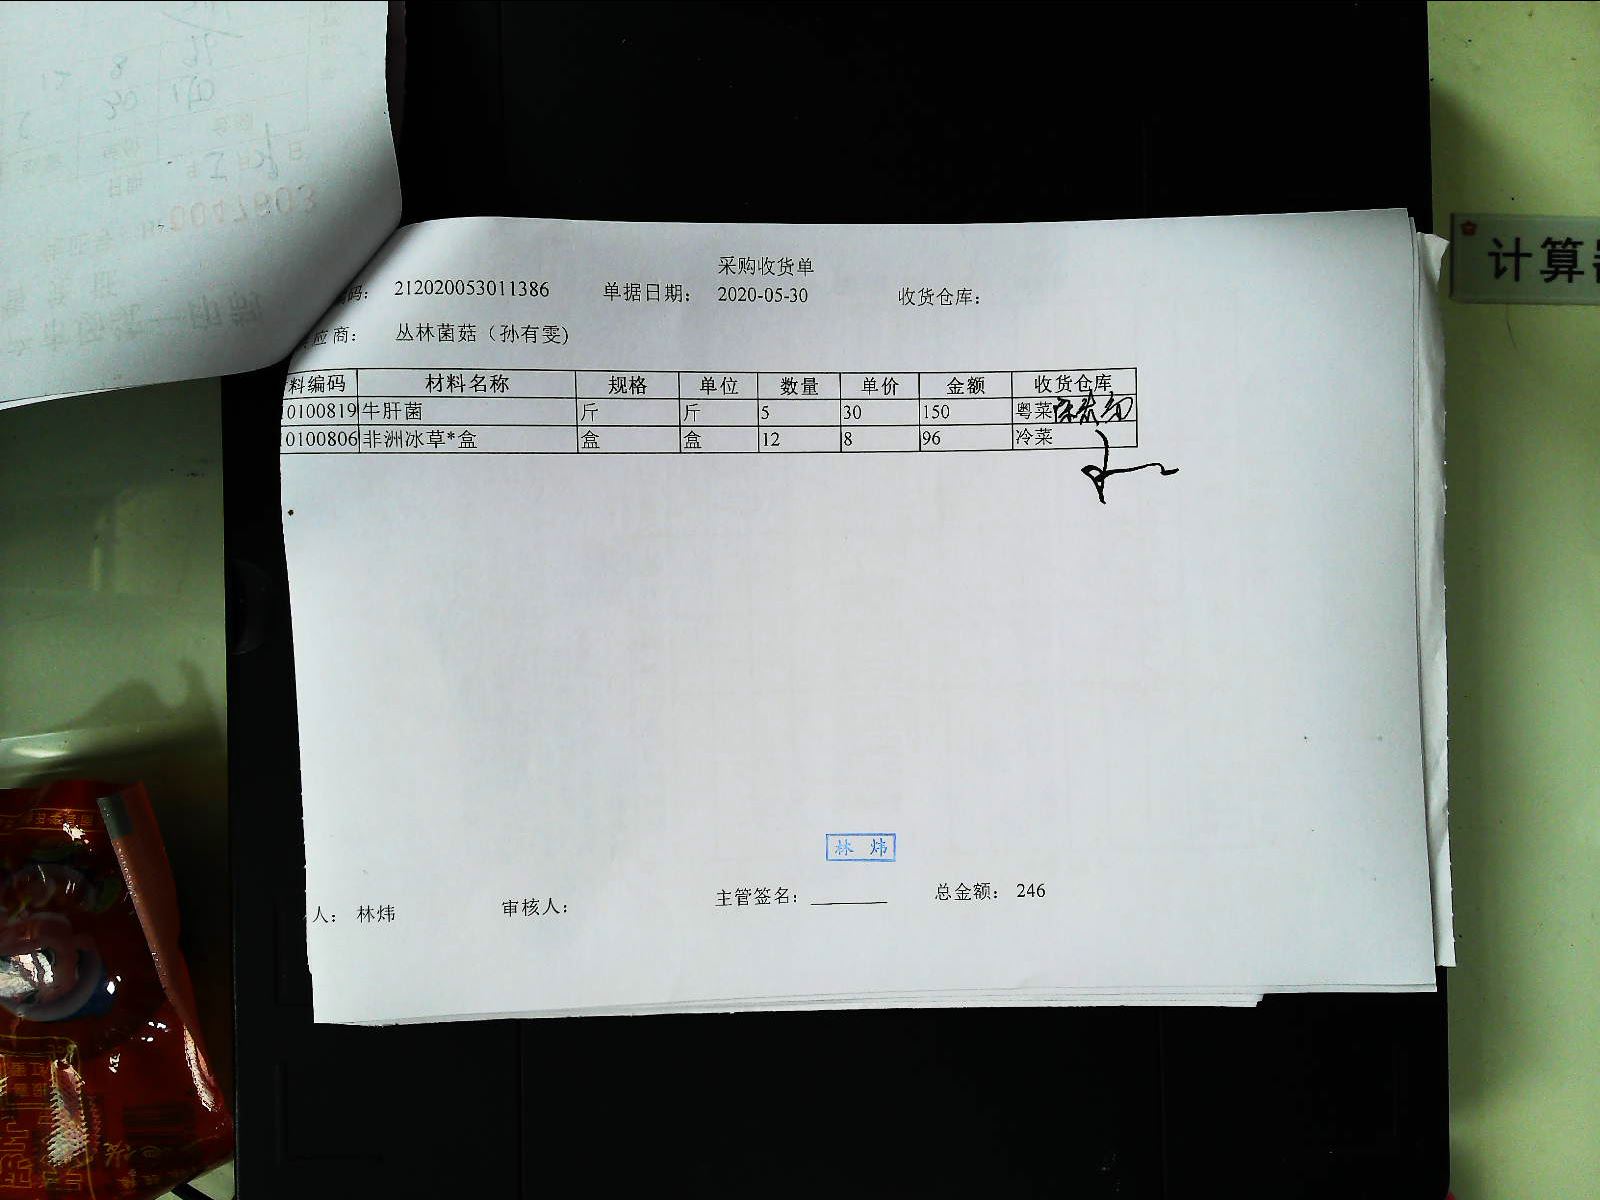 采购收货单
码: 212020053011386 单据日期: 2020-05-30 收货仓库:
应商: 丛林菌菇（孙有雯)
料编码 材料名称 规格 单位 数量 单价 金额 收货仓库
0100819 牛肝菌 斤 斤 5 30 150 粤菜
0100806 非洲冰草*盒 盒 盒 12 8 96 冷菜
林 炜
人: 林炜 审核人: 主管签名: 总金额: 246
计算
0047603